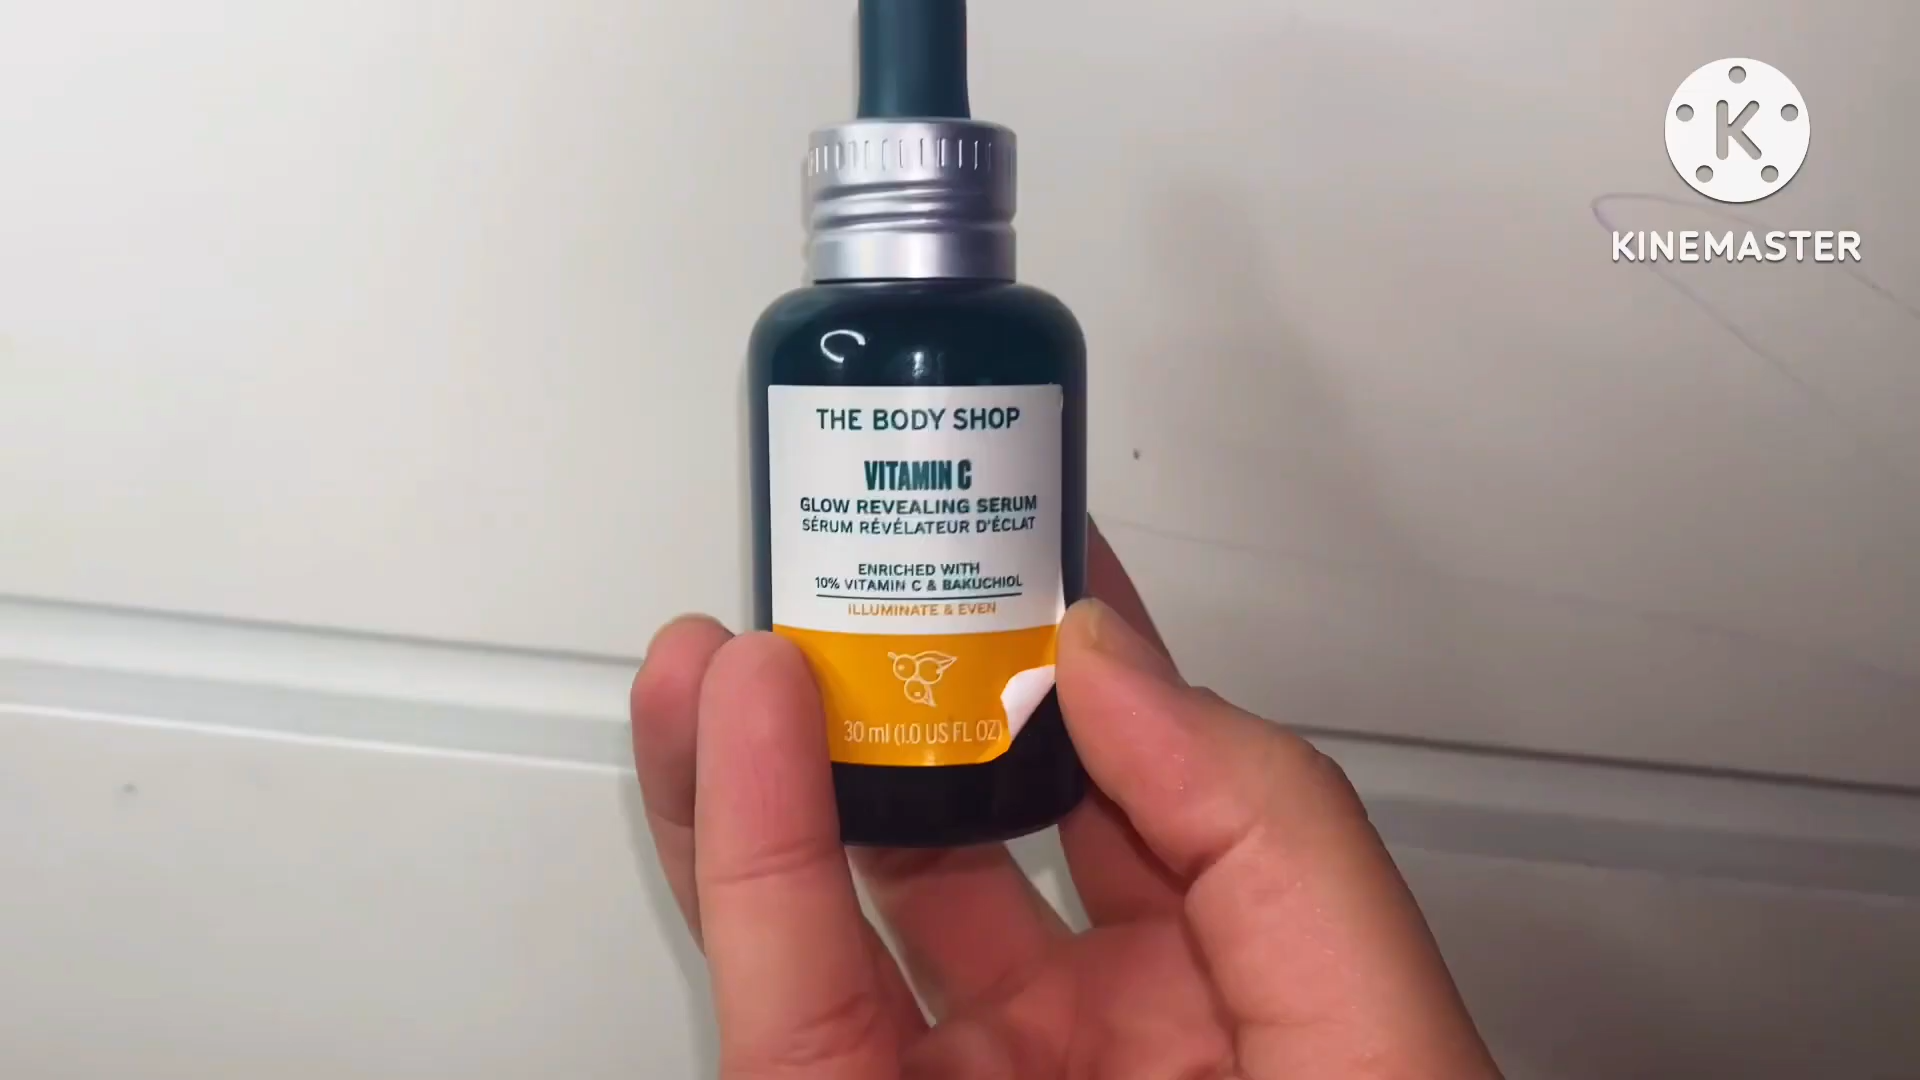 THE BODY SHOP
VITAMIN C
GLOW REVEALING SERUM
SÉRUM RÉVÉLATEUR D'ÉCLAT
ENRICHED WITH
10% VITAMIN C & BAKUCHIOL
ILLUMINATE & EVEN
30 ml (1.0 US FL OZ)
K
KINEMASTER